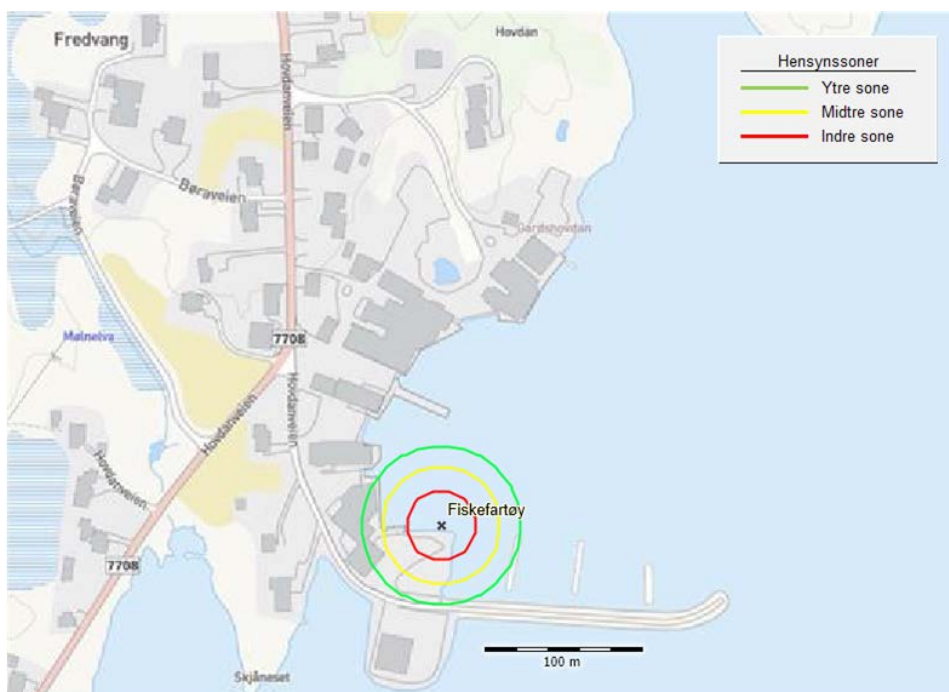 Fredvang
Hovdan
Hovdanveien
Hensynssoner
Ytre sone
Midtre sone
Indre sone
Børaveien
Børaveien
Gardshovdan
Mølnelva
7708
Hovdanveien
Hovdanveien
Hovdanveien
Fiskefartøy
7708
100 m
Skjåneset